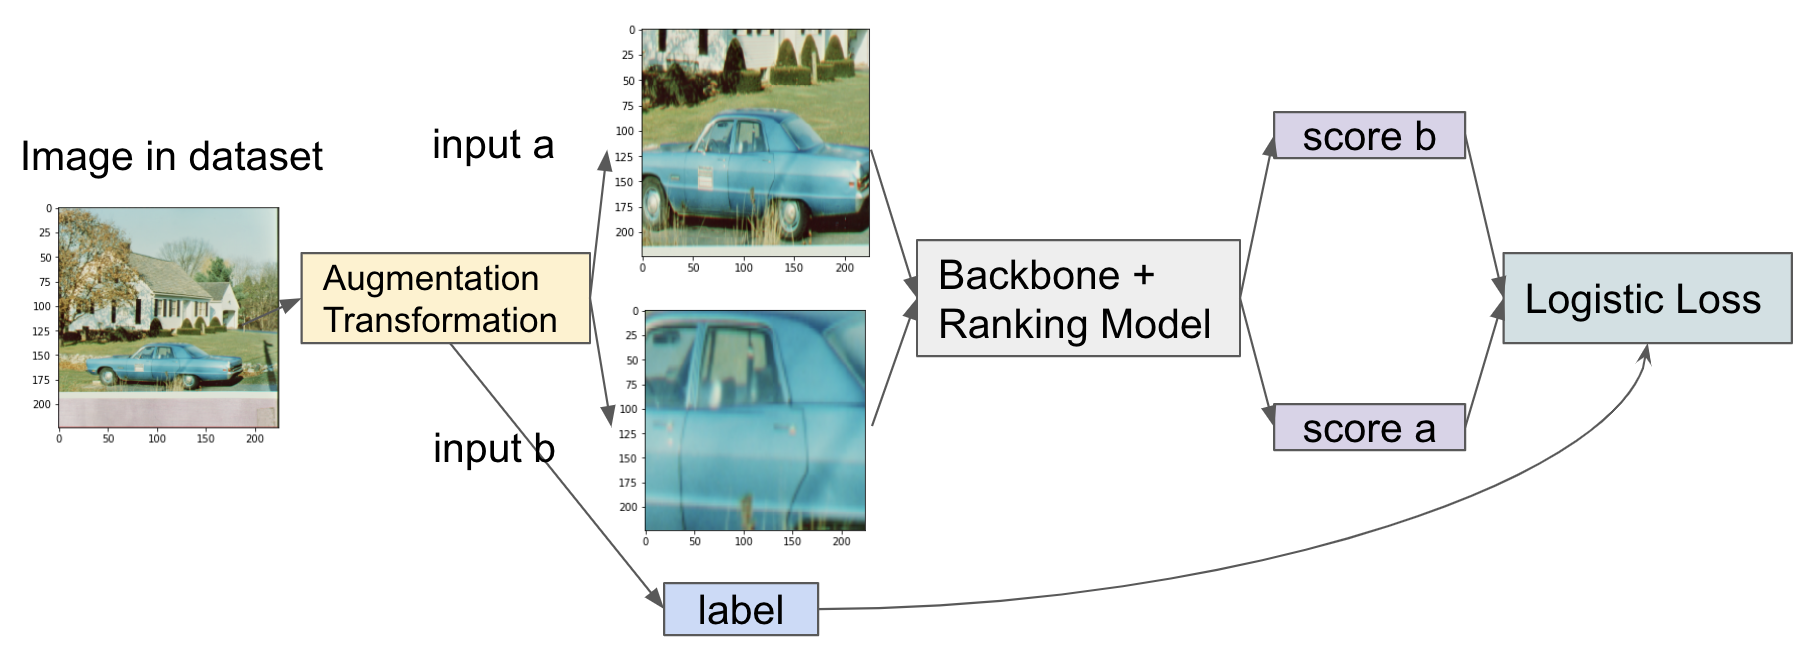 Image in dataset
0
25
50
75
100
125
150
175
200
0 50 100 150 200
Augmentation
Transformation
input a
0
25
50
75
100
125
150
175
200
0 50 100 150 200
input b
0
25
50
75
100
125
150
175
200
0 50 100 150 200
label
Backbone +
Ranking Model
score b
score a
Logistic Loss